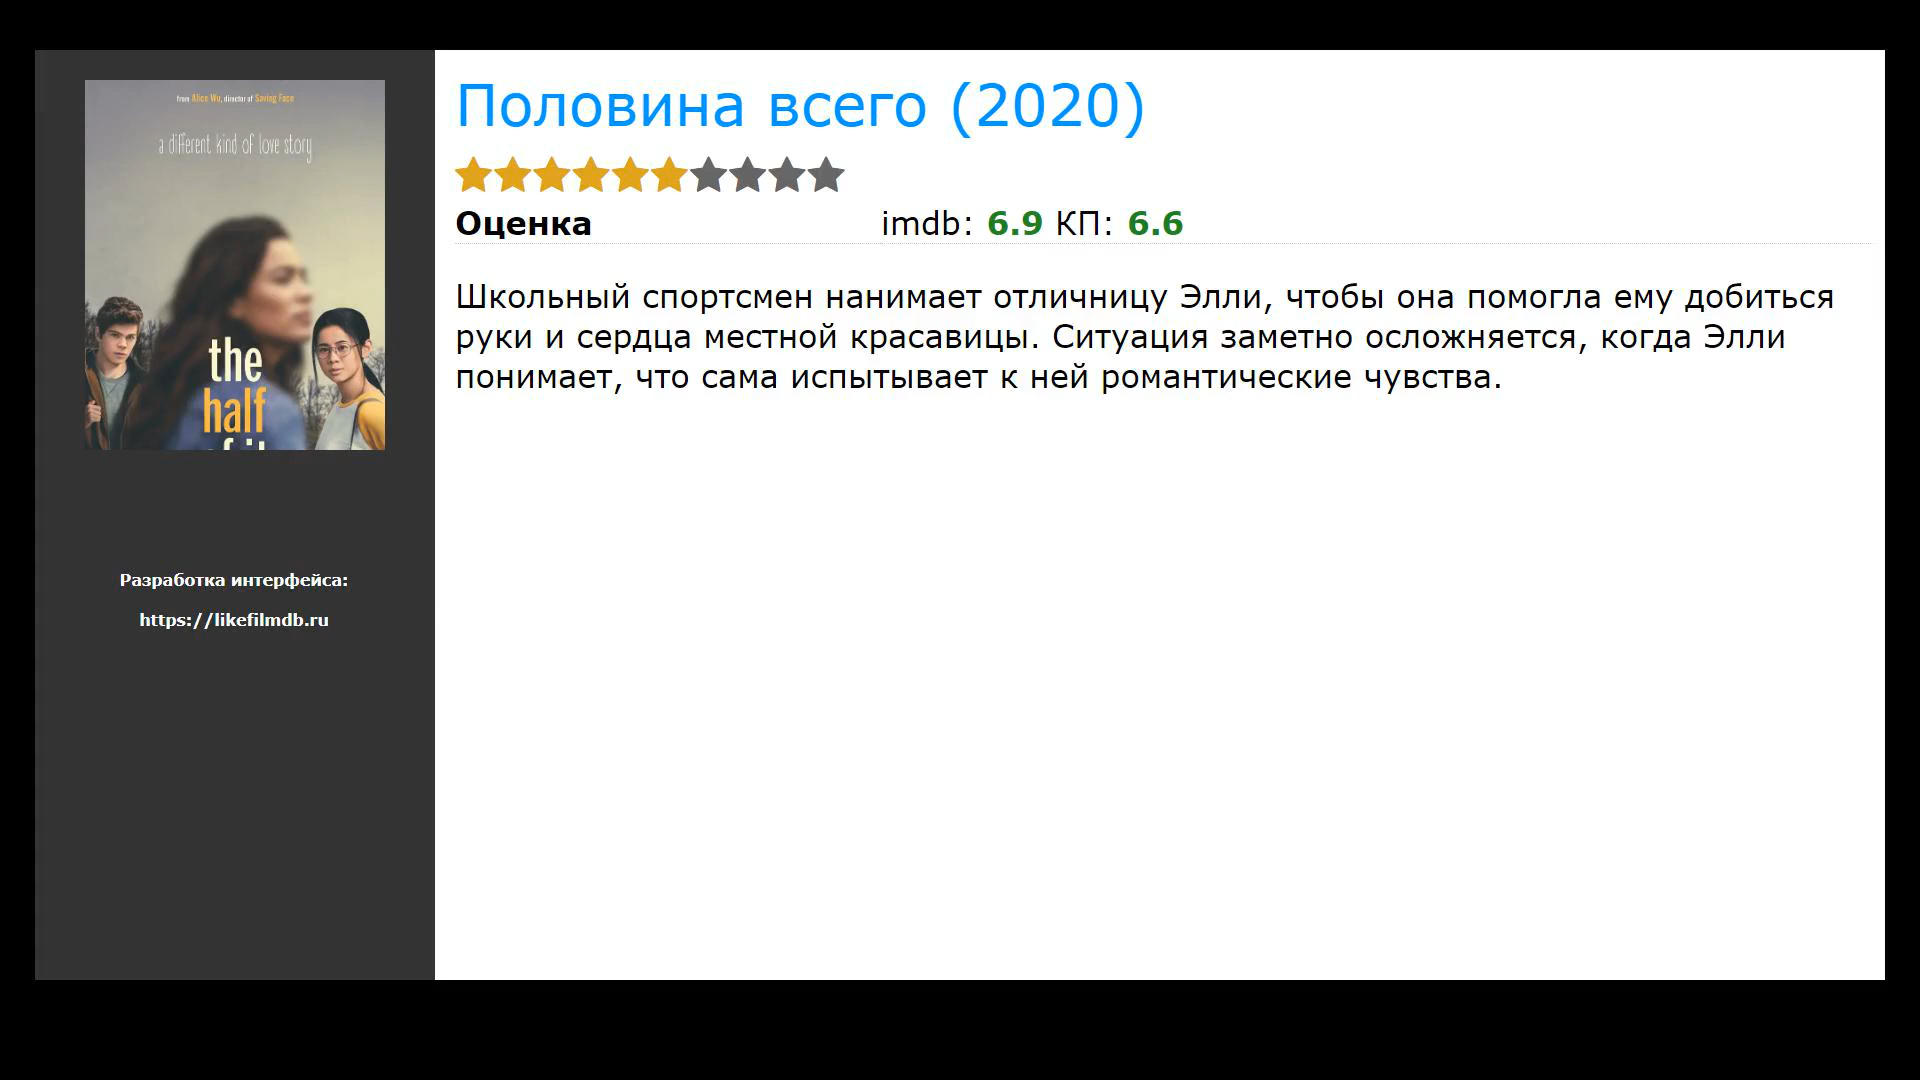 from Alice Wu, director of Saving Face
a different kind of love story
the
half
of it
Разработка интерфейса:
https://likefilmdb.ru
Половина всего (2020)
Оценка imdb: 6.9 КП: 6.6
Школьный спортсмен нанимает отличницу Элли, чтобы она помогла ему добиться
руки и сердца местной красавицы. Ситуация заметно осложняется, когда Элли
понимает, что сама испытывает к ней романтические чувства.